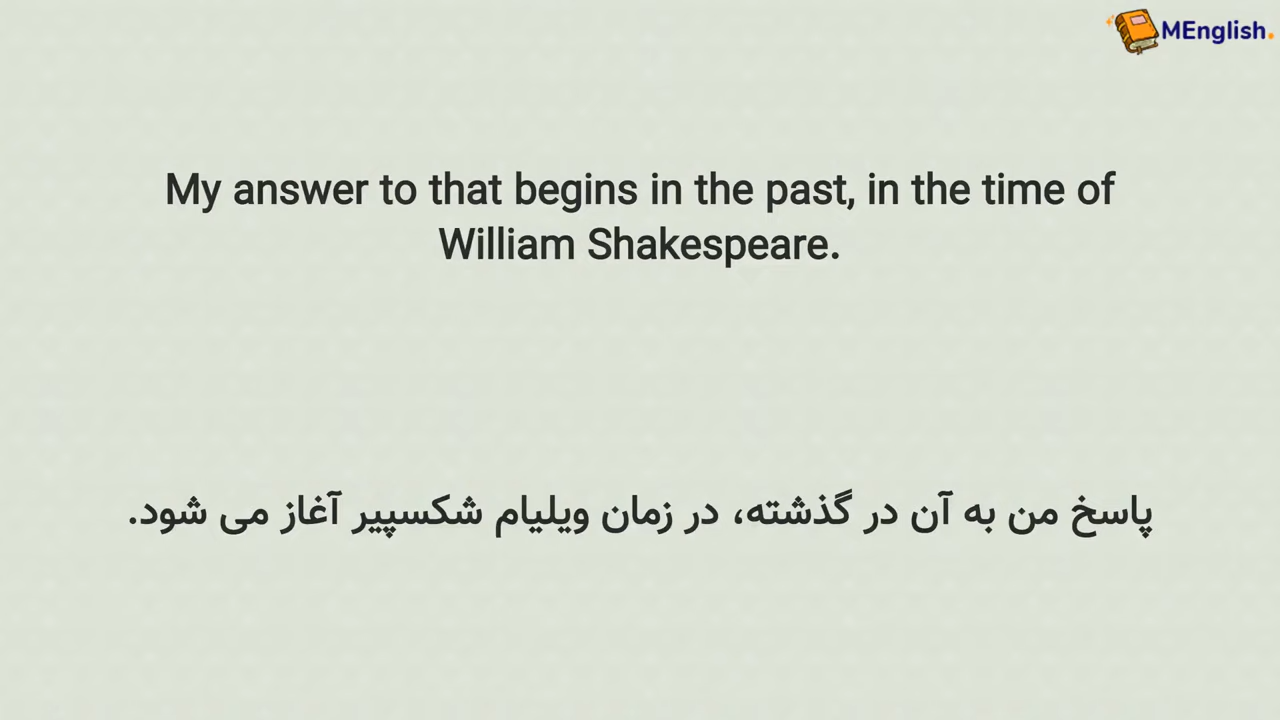 MEnglish.
My answer to that begins in the past, in the time of
William Shakespeare.
پاسخ من به آن در گذشته، در زمان ویلیام شکسپیر آغاز می شود.